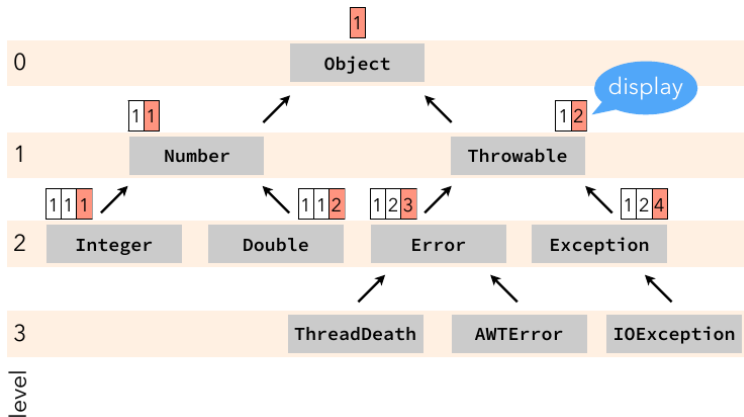 1
0 Object
display
1 1
1 2
1 Number Throwable
1 1 1
1 1 2
1 2 3
1 2 4
2 Integer Double Error Exception
3 ThreadDeath AWTError IOException
level